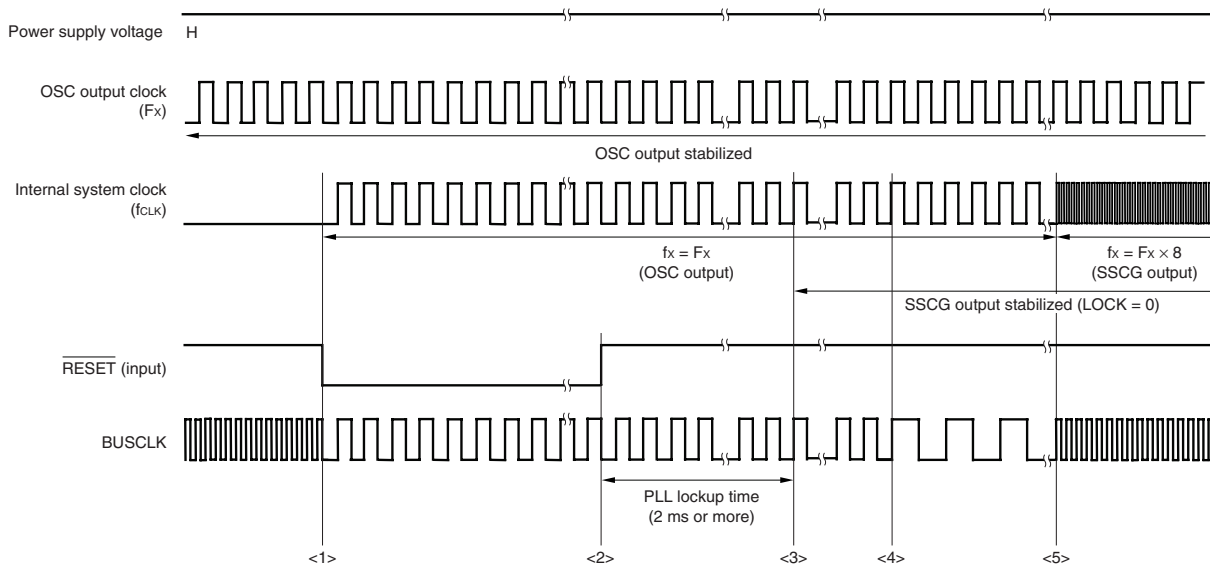 Power supply voltage H
OSC output clock
(Fx)
OSC output stabilized
Internal system clock
(fCLK)
fx = Fx
(OSC output)
fx = Fx × 8
(SSCG output)
SSCG output stabilized (LOCK = 0)
RESET (input)
BUSCLK
PLL lockup time
(2 ms or more)
<1> <2> <3> <4> <5>